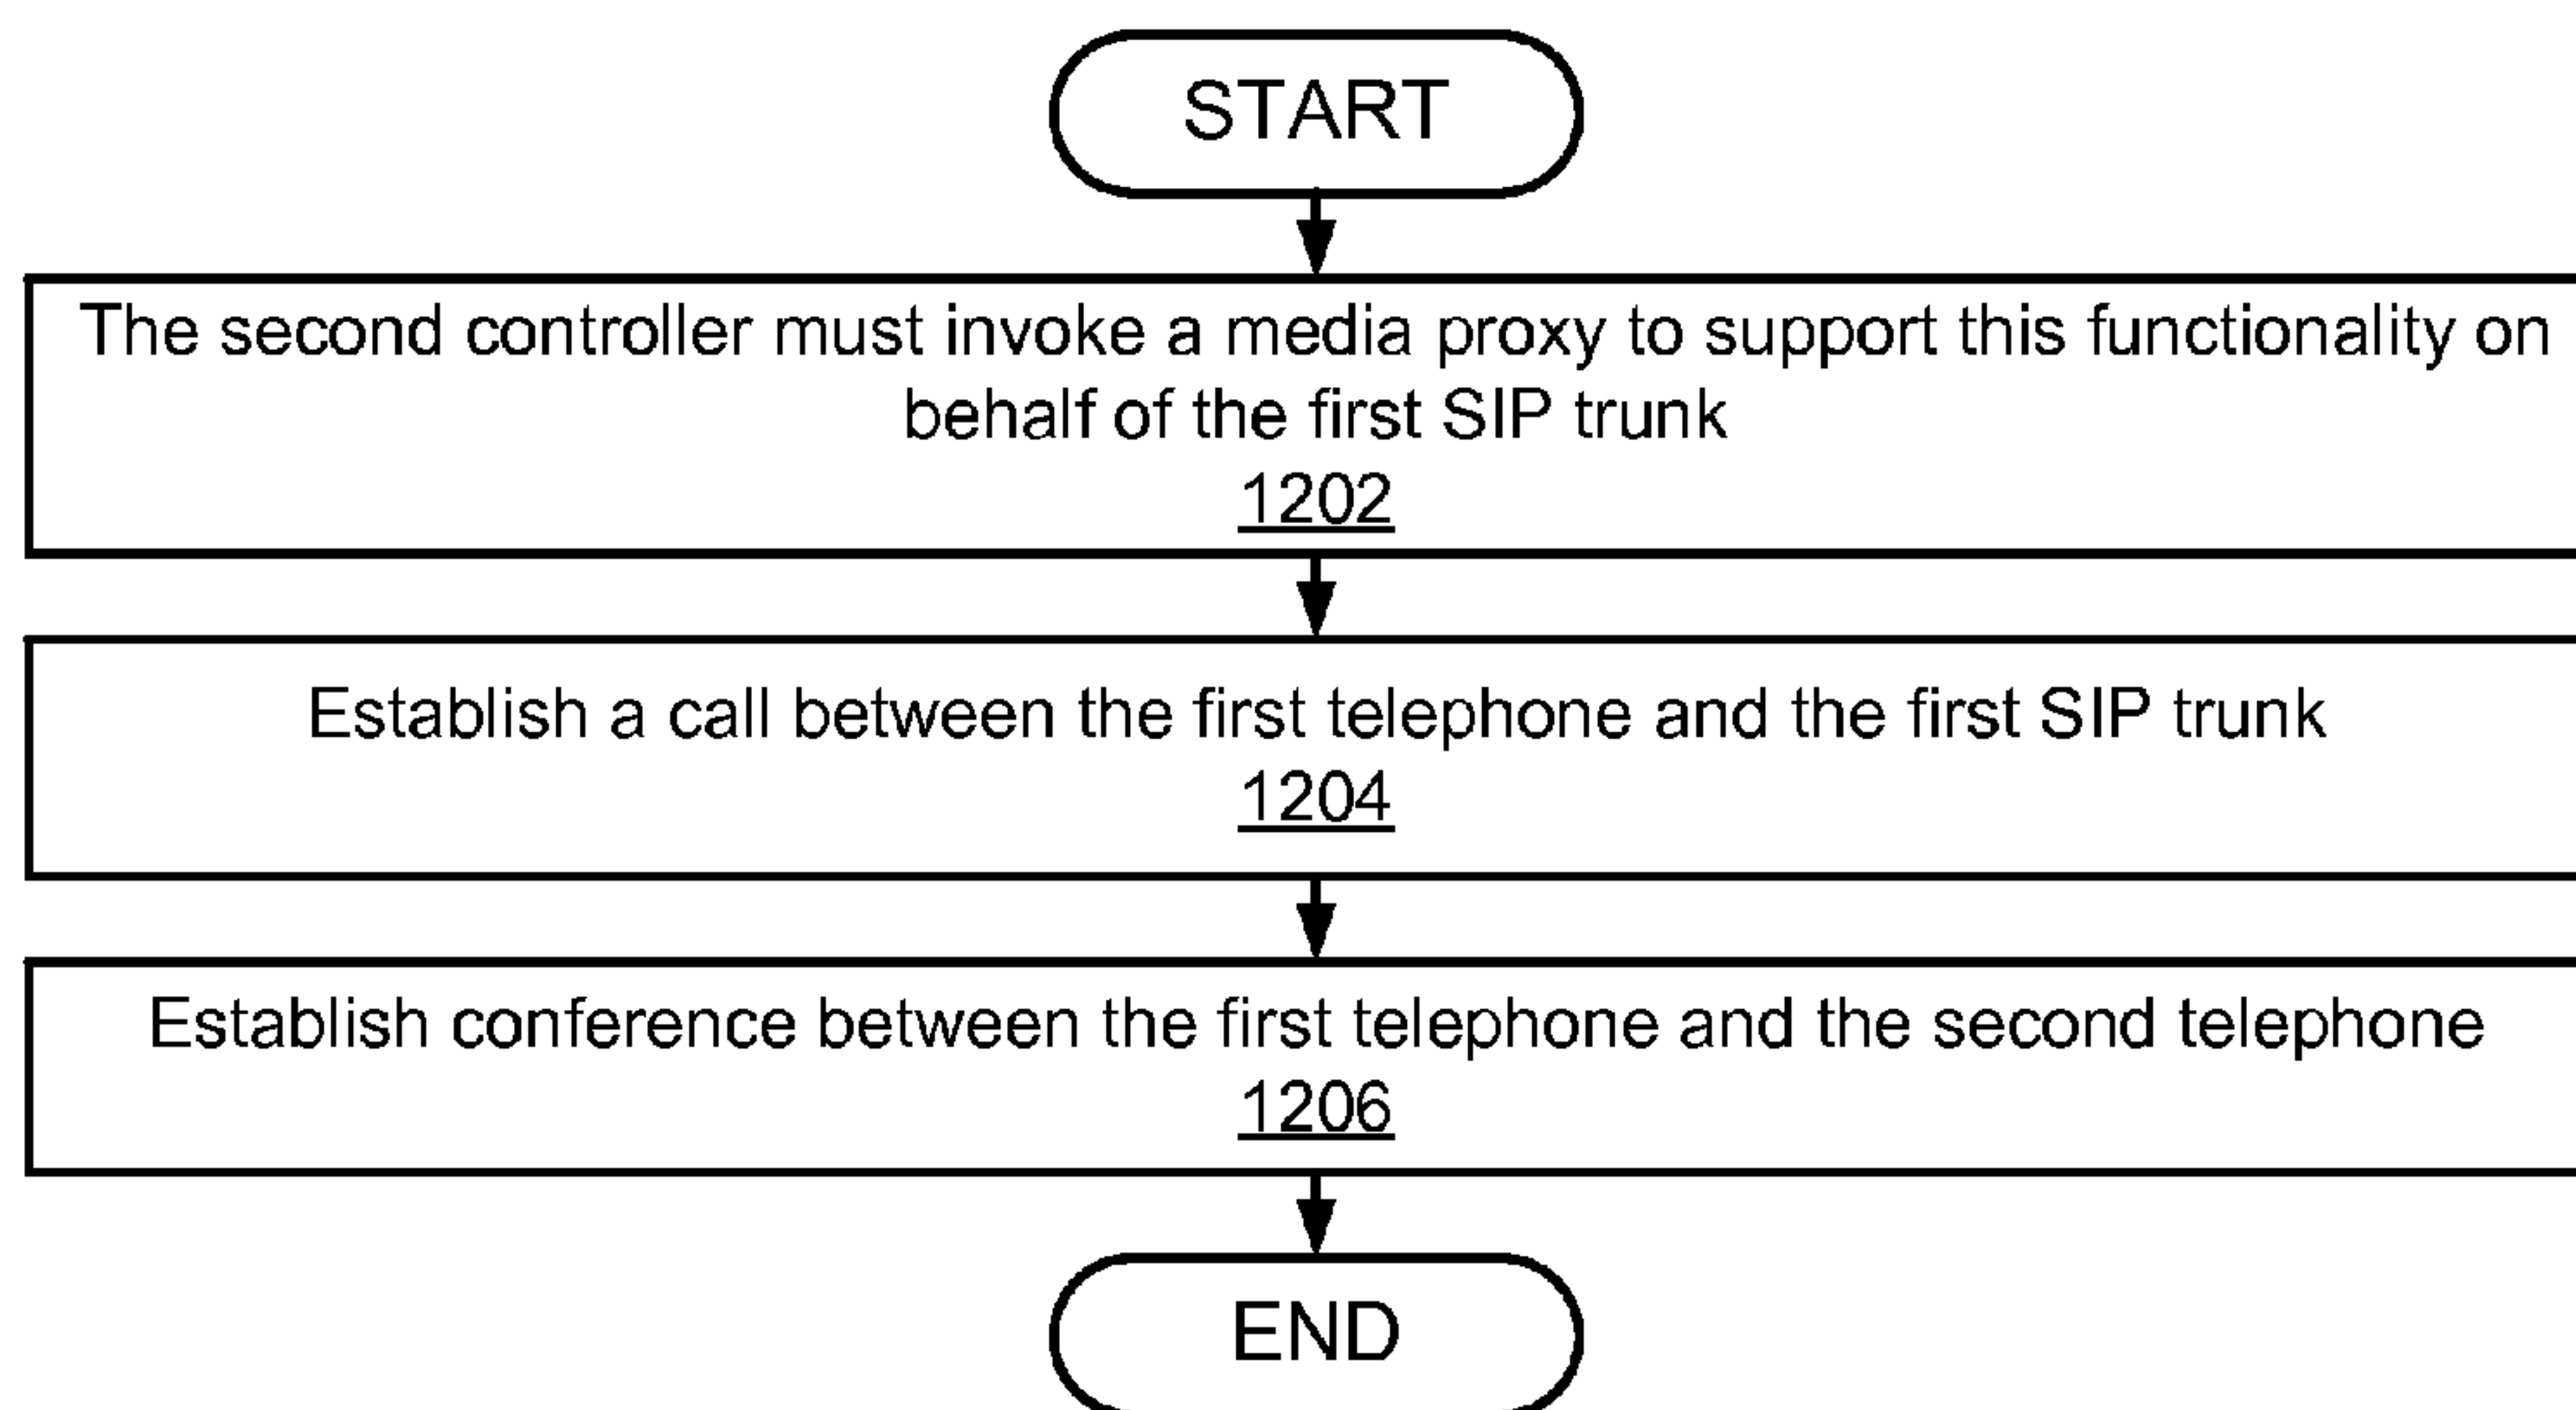 START
The second controller must invoke a media proxy to support this functionality on
behalf of the first SIP trunk
1202
Establish a call between the first telephone and the first SIP trunk
1204
Establish conference between the first telephone and the second telephone
1206
END